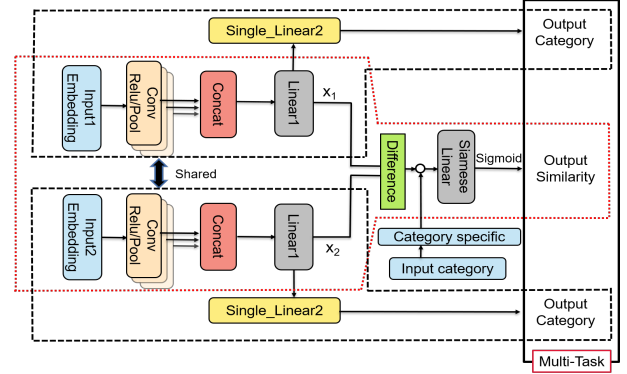 Single_Linear2
Output
Category
Input1
Embedding
Conv
Relu/Pool
Concat
Linear1
x1
Shared
Difference
Siamese
Linear
Sigmoid
Output
Similarity
Input2
Embedding
Conv
Relu/Pool
Concat
Linear1
x2
Category specific
Input category
Single_Linear2
Output
Category
Multi-Task